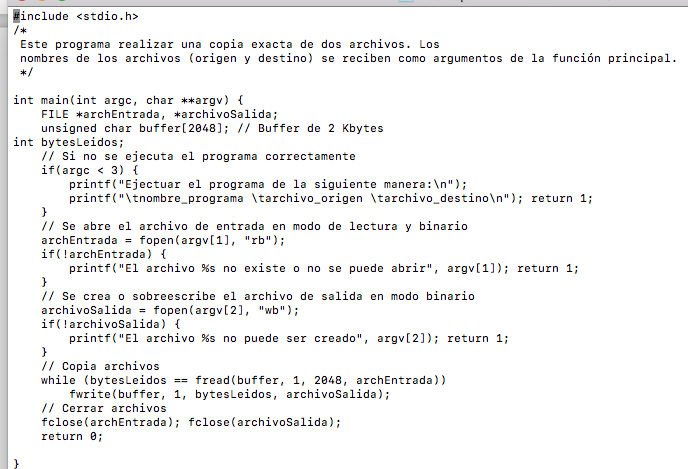 #include <stdio.h>
/*
 Este programa realizar una copia exacta de dos archivos. Los
 nombres de los archivos (origen y destino) se reciben como argumentos de la función principal.
 */

int main(int argc, char **argv) {
    FILE *archEntrada, *archivoSalida;
    unsigned char buffer[2048]; // Buffer de 2 Kbytes
int bytesLeidos;
    // Si no se ejecuta el programa correctamente
    if(argc < 3) {
        printf("Ejectuar el programa de la siguiente manera:\n");
        printf("\tnombre_programa \tarchivo_origen \tarchivo_destino\n"); return 1;
    }
    // Se abre el archivo de entrada en modo de lectura y binario
    archEntrada = fopen(argv[1], "rb");
    if(!archEntrada) {
        printf("El archivo %s no existe o no se puede abrir", argv[1]); return 1;
    }
    // Se crea o sobreescribe el archivo de salida en modo binario
    archivoSalida = fopen(argv[2], "wb");
    if(!archivoSalida) {
        printf("El archivo %s no puede ser creado", argv[2]); return 1;
    }
    // Copia archivos
    while (bytesLeidos == fread(buffer, 1, 2048, archEntrada))
        fwrite(buffer, 1, bytesLeidos, archivoSalida);
    // Cerrar archivos
    fclose(archEntrada); fclose(archivoSalida);
    return 0;

}